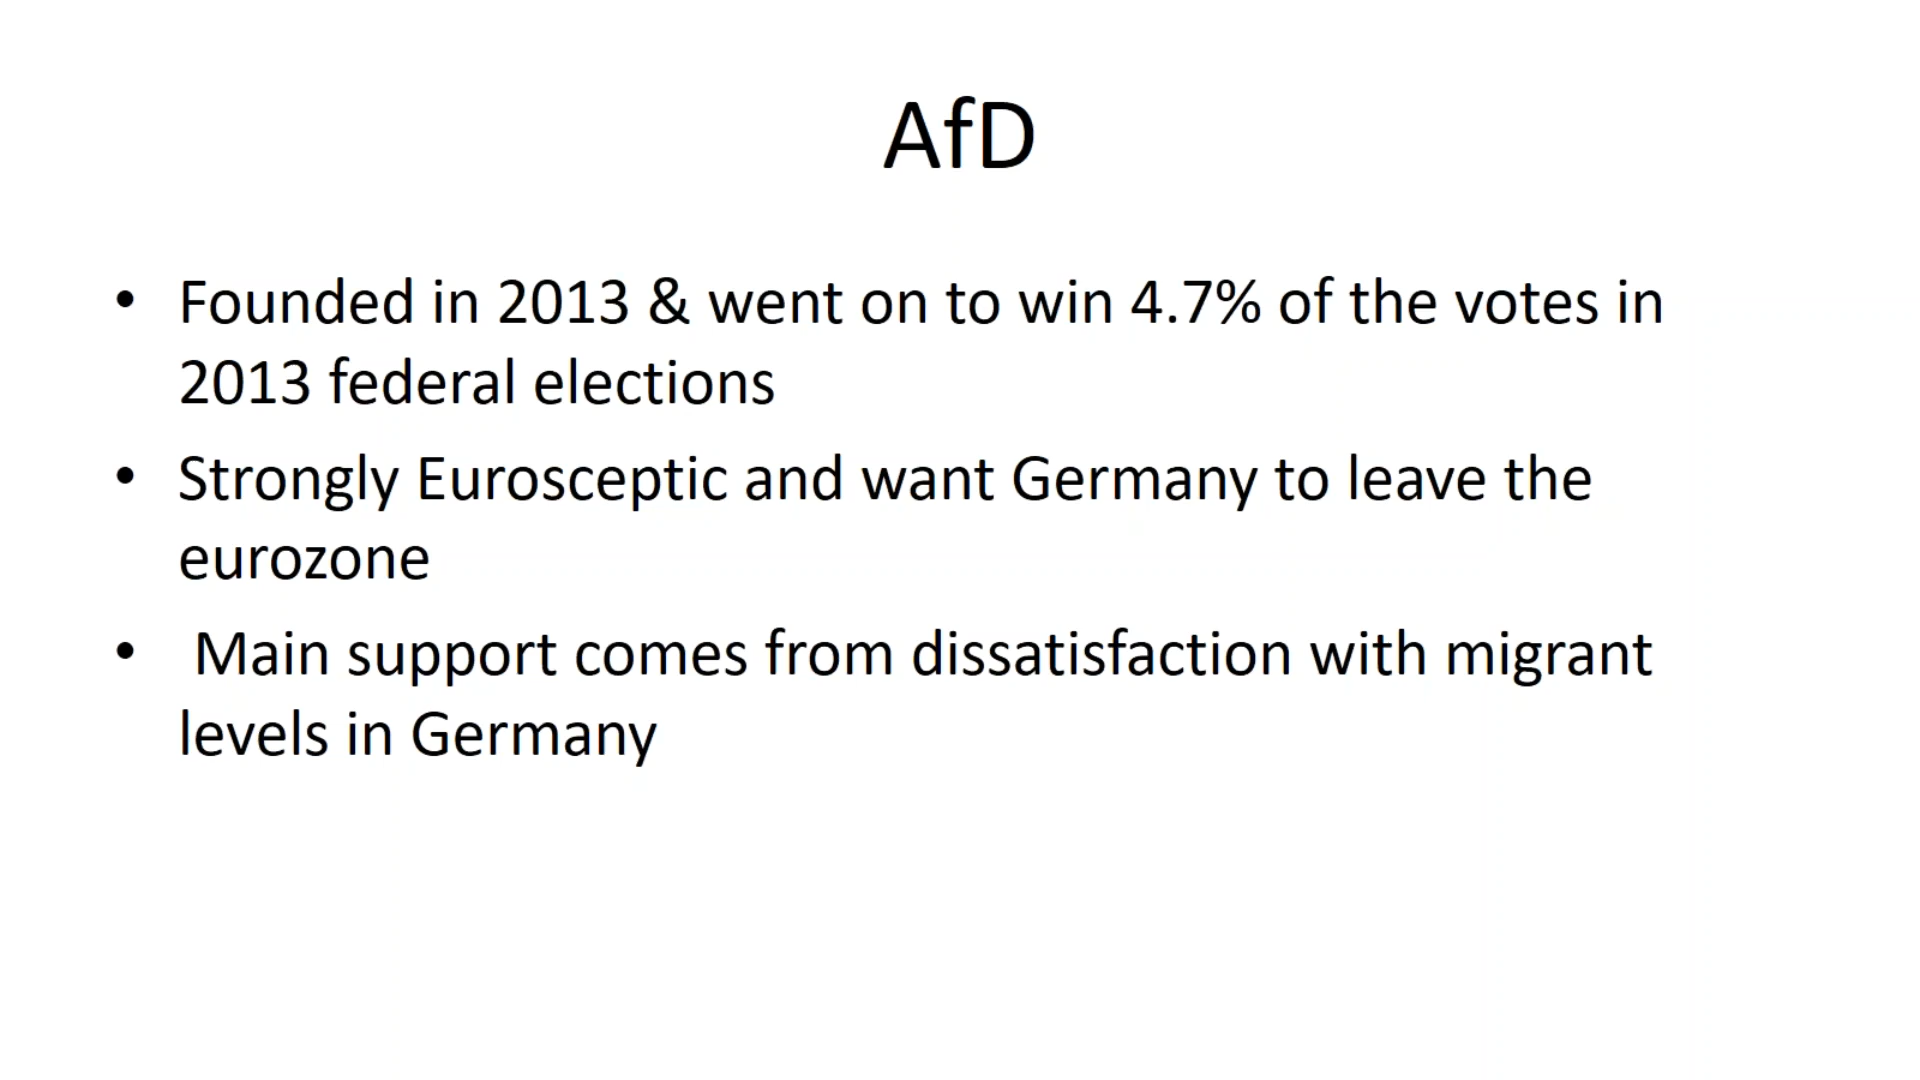 AfD
• Founded in 2013 & went on to win 4.7% of the votes in
2013 federal elections
• Strongly Eurosceptic and want Germany to leave the
eurozone
• Main support comes from dissatisfaction with migrant
levels in Germany